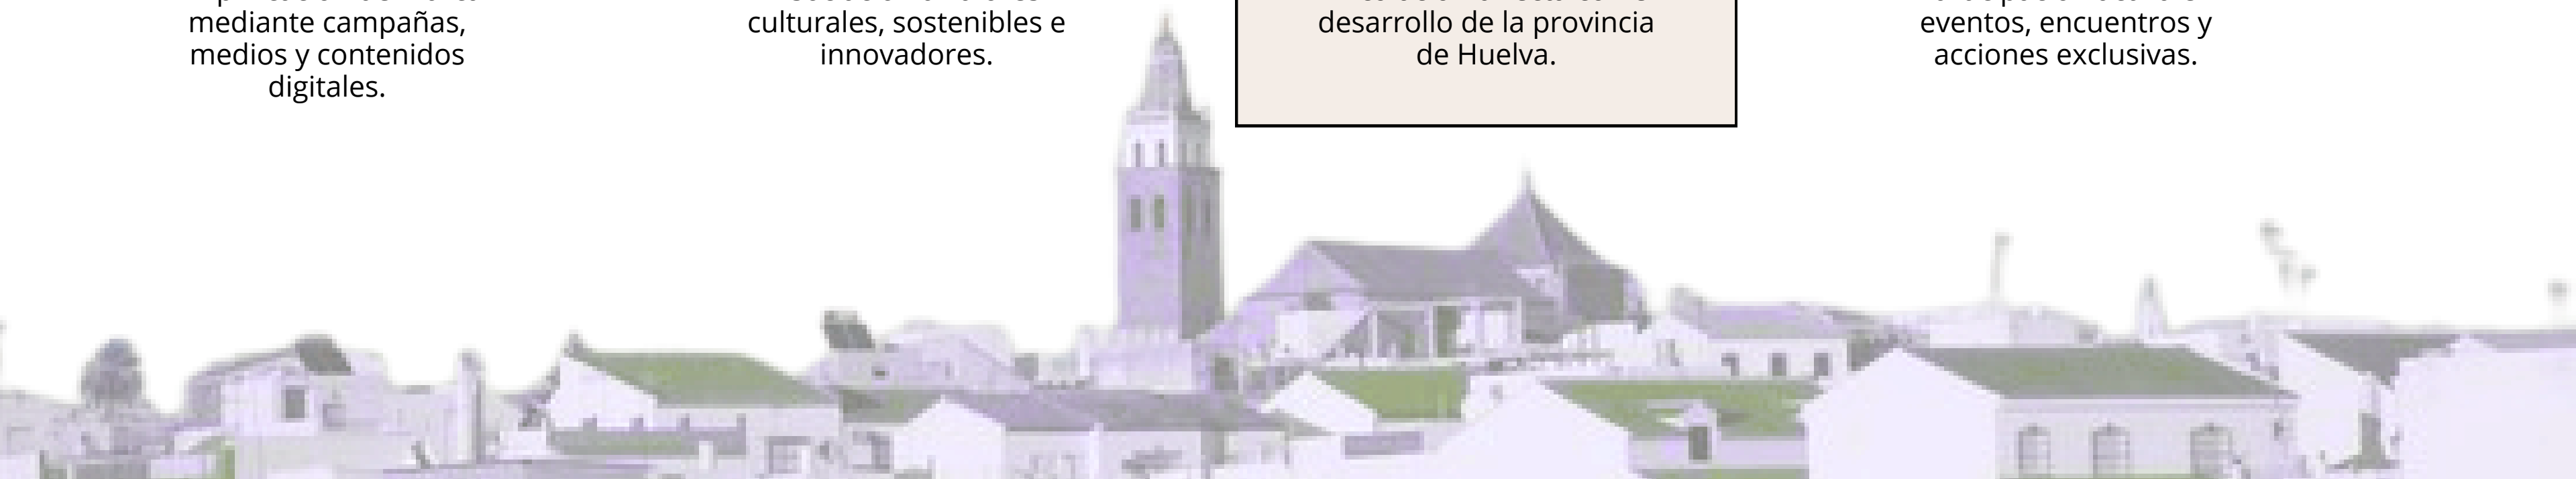 mediante campañas,
medios y contenidos
digitales.
culturales, sostenibles e
innovadores.
desarrollo de la provincia
de Huelva.
eventos, encuentros y
acciones exclusivas.